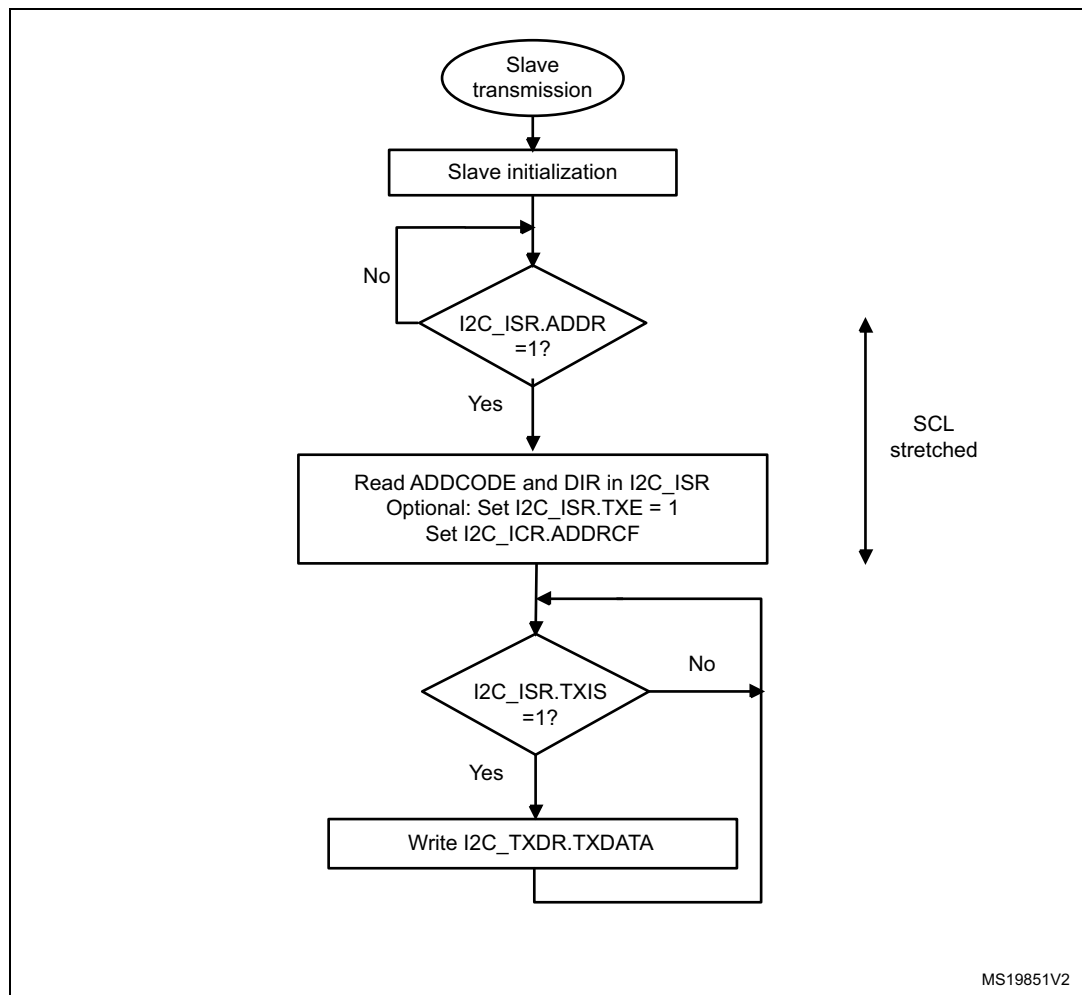 Slave
transmission
Slave initialization
No
I2C_ISR.ADDR
=1?
Yes
SCL
stretched
Read ADDCODE and DIR in I2C_ISR
Optional: Set I2C_ISR.TXE = 1
Set I2C_ICR.ADDRCF
No
I2C_ISR.TXIS
=1?
Yes
Write I2C_TXDR.TXDATA
MS19851V2